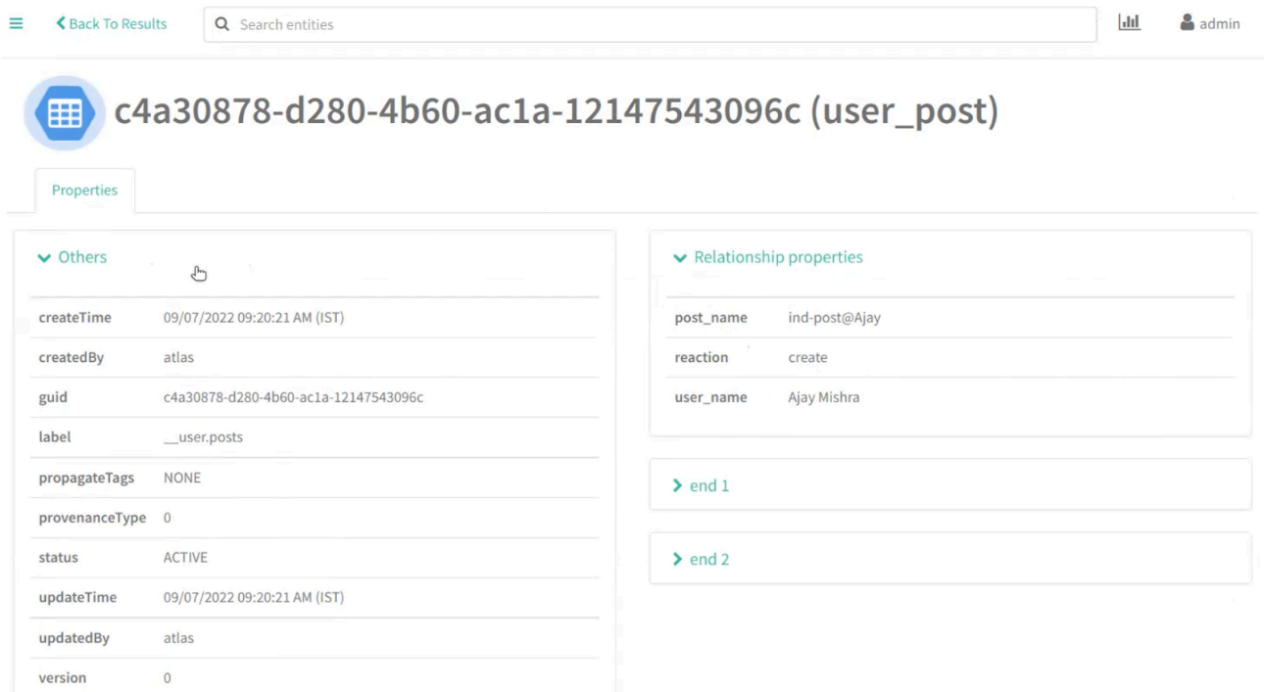 Back To Results
Search entities
admin
c4a30878-d280-4b60-ac1a-12147543096c (user_post)
Properties
Others
createTime 09/07/2022 09:20:21 AM (IST)
createdBy atlas
guid c4a30878-d280-4b60-ac1a-12147543096c
label __user.posts
propagateTags NONE
provenanceType 0
status ACTIVE
updateTime 09/07/2022 09:20:21 AM (IST)
updatedBy atlas
version 0
Relationship properties
post_name ind-post@Ajay
reaction create
user_name Ajay Mishra
end 1
end 2